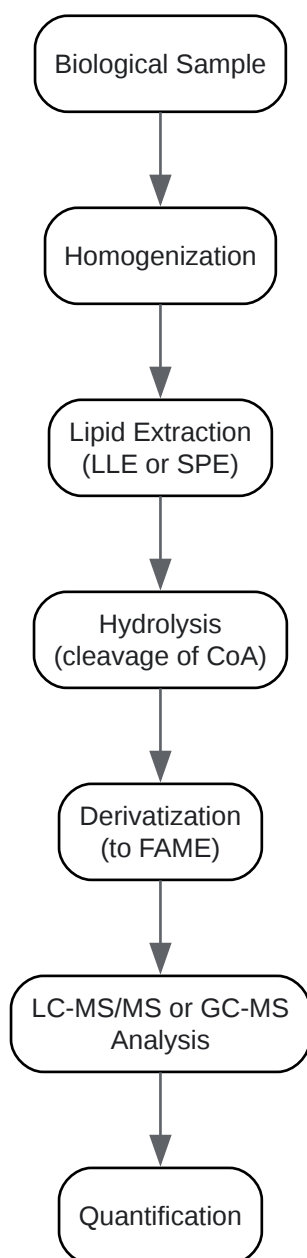 Biological Sample
Homogenization
Lipid Extraction
(LLE or SPE)
Hydrolysis
(cleavage of CoA)
Derivatization
(to FAME)
LC-MS/MS or GC-MS
Analysis
Quantification